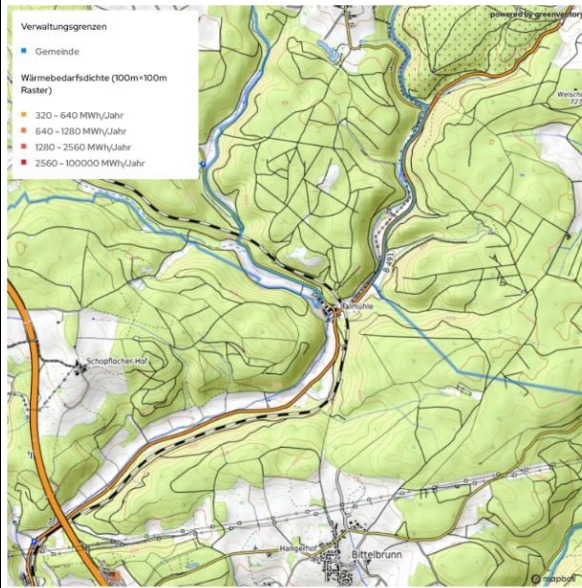 powered by greenventory
Verwaltungsgrenzen
Gemeinde
Wärmebedarfsdichte (100m×100m
Raster)
320 - 640 MWh/Jahr
640 - 1280 MWh/Jahr
1280 - 2560 MWh/Jahr
2560 - 100000 MWh/Jahr
B 491
Talmühle
Schopflocher Hof
Hangerhof
Bittelbrunn
mapbox